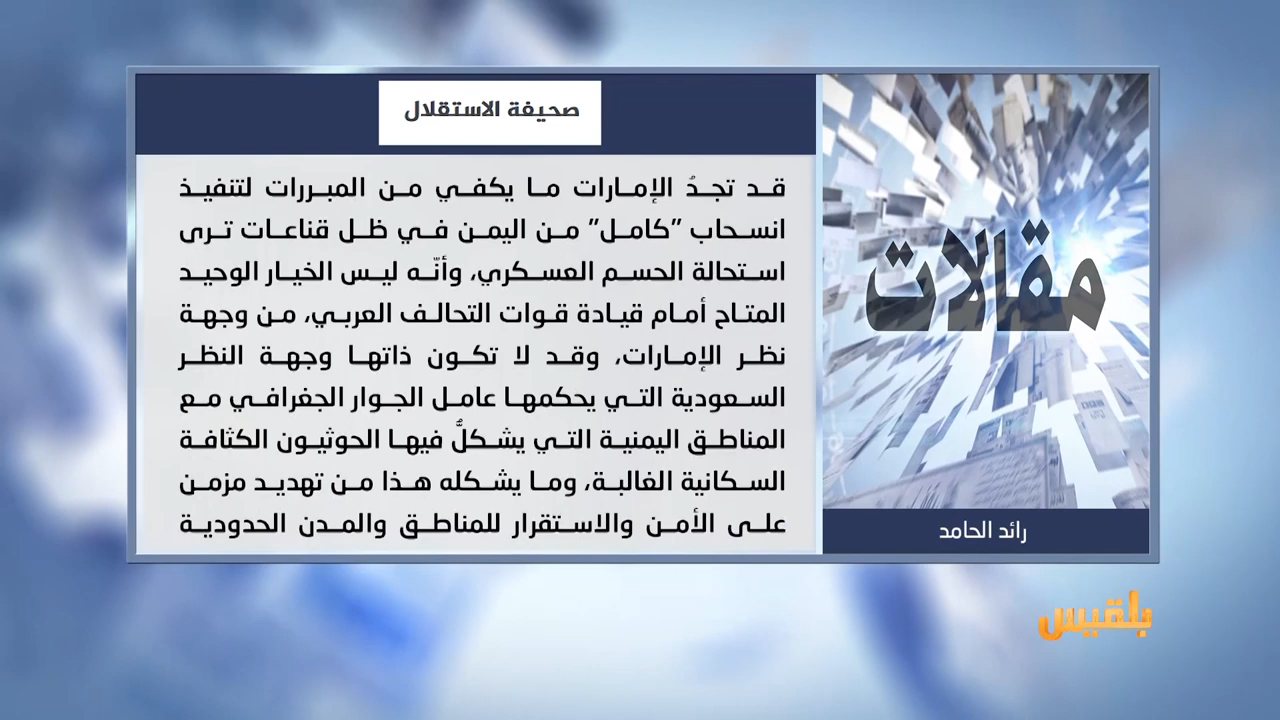 صحيفة الاستقلال
قد تجدُ الإمارات ما يكفي من المبررات لتنفيذ
انسحاب "كامل" من اليمن في ظل قناعات ترى
استحالة الحسم العسكري، وأنّه ليس الخيار الوحيد
المتاح أمام قيادة قوات التحالف العربي، من وجهة
نظر الإمارات، وقد لا تكون ذاتها وجهة النظر
السعودية التي يحكمها عامل الجوار الجغرافي مع
المناطق اليمنية التي يشكلُّ فيها الحوثيون الكثافة
السكانية الغالبة، وما يشكله هذا من تهديد مزمن
على الأمن والاستقرار للمناطق والمدن الحدودية
مقالات
رائد الحامد
بلقيس